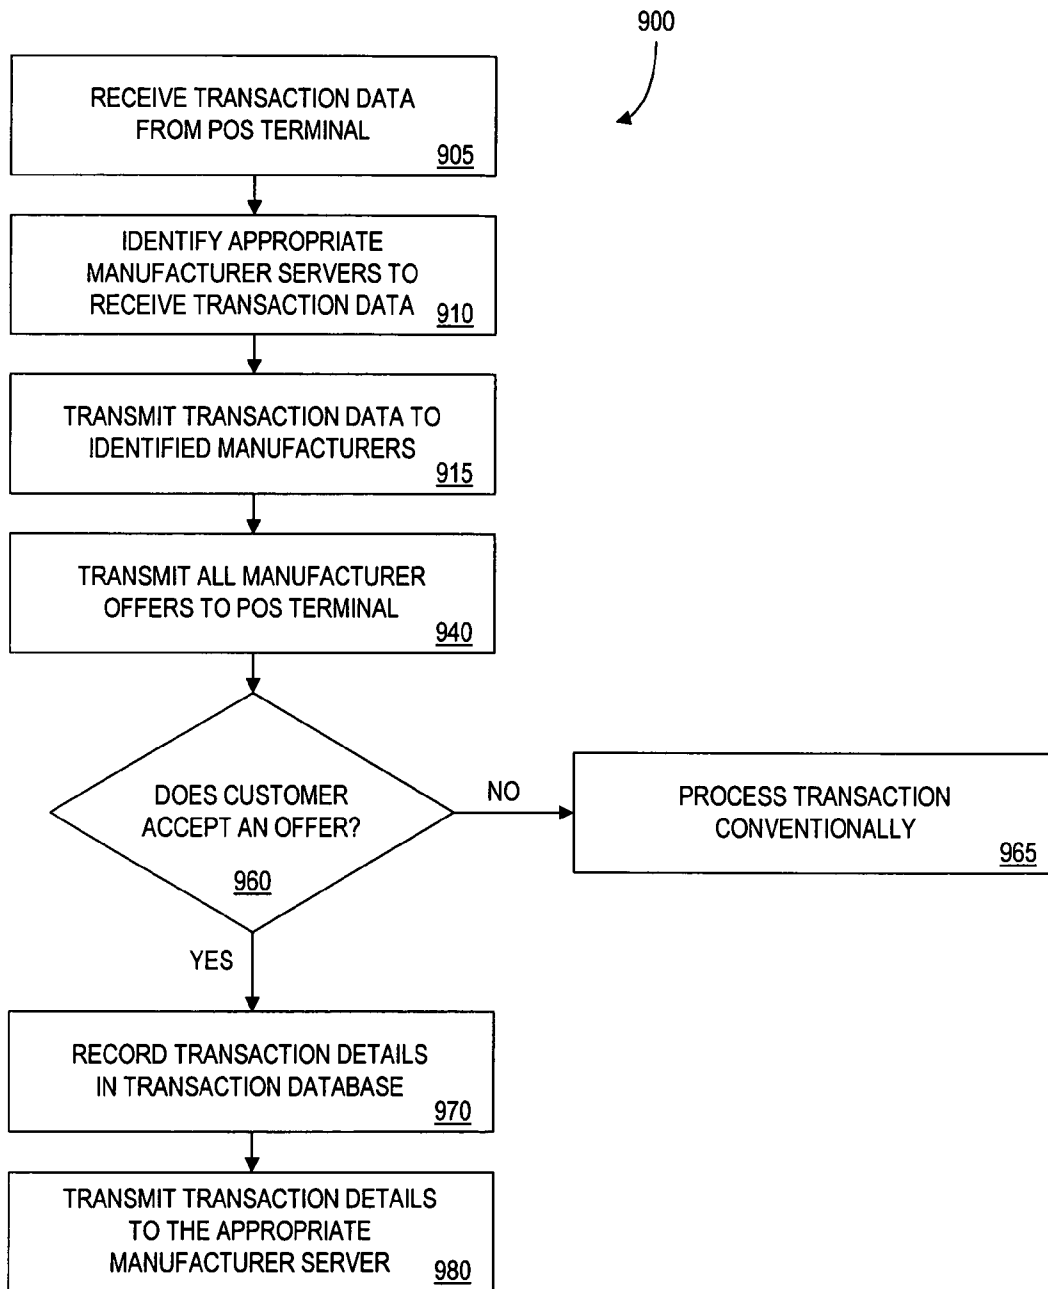 900
RECEIVE TRANSACTION DATA
FROM POS TERMINAL
905
IDENTIFY APPROPRIATE
MANUFACTURER SERVERS TO
RECEIVE TRANSACTION DATA
910
TRANSMIT TRANSACTION DATA TO
IDENTIFIED MANUFACTURERS
915
TRANSMIT ALL MANUFACTURER
OFFERS TO POS TERMINAL
940
DOES CUSTOMER
ACCEPT AN OFFER?
960
NO
PROCESS TRANSACTION
CONVENTIONALLY
965
YES
RECORD TRANSACTION DETAILS
IN TRANSACTION DATABASE
970
TRANSMIT TRANSACTION DETAILS
TO THE APPROPRIATE
MANUFACTURER SERVER
980